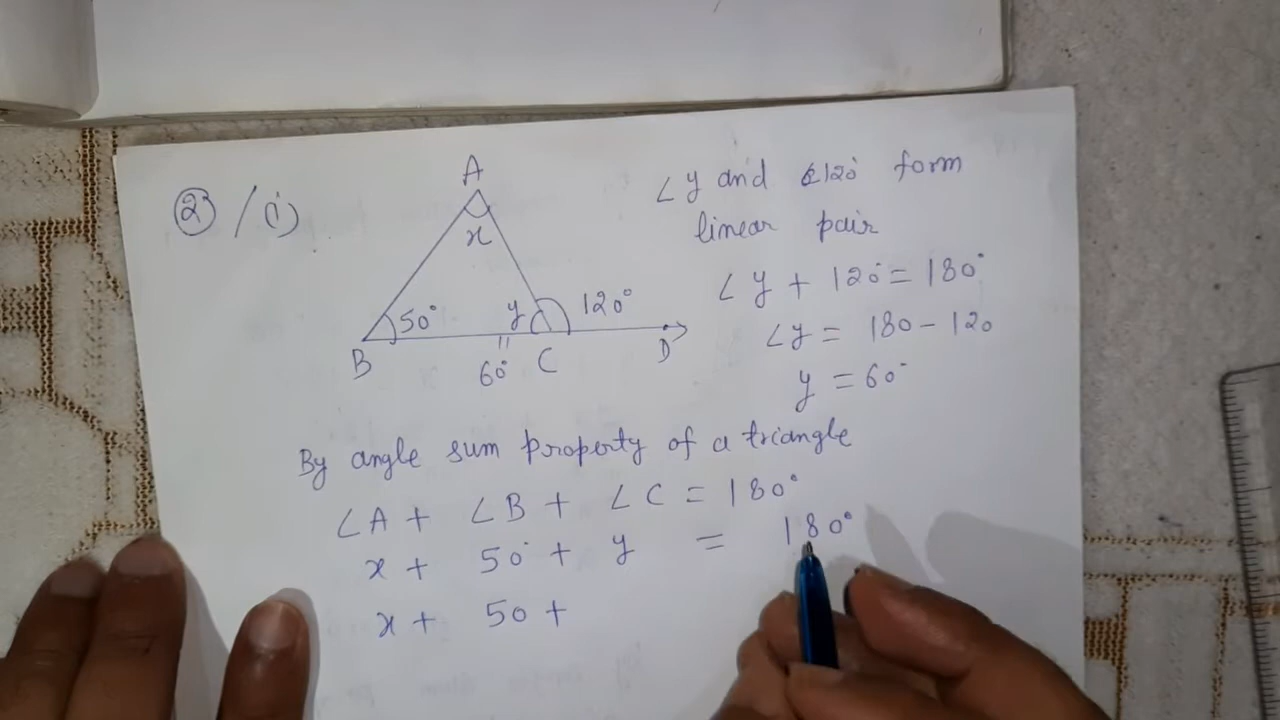 2 / (i)
A
x
50°
y
120°
B
60°
C
D
∠y and ∠120° form
linear pair
∠y + 120° = 180°
∠y = 180 - 120
y = 60°
By angle sum property of a triangle
∠A + ∠B + ∠C = 180°
x + 50° + y = 180°
x + 50 +